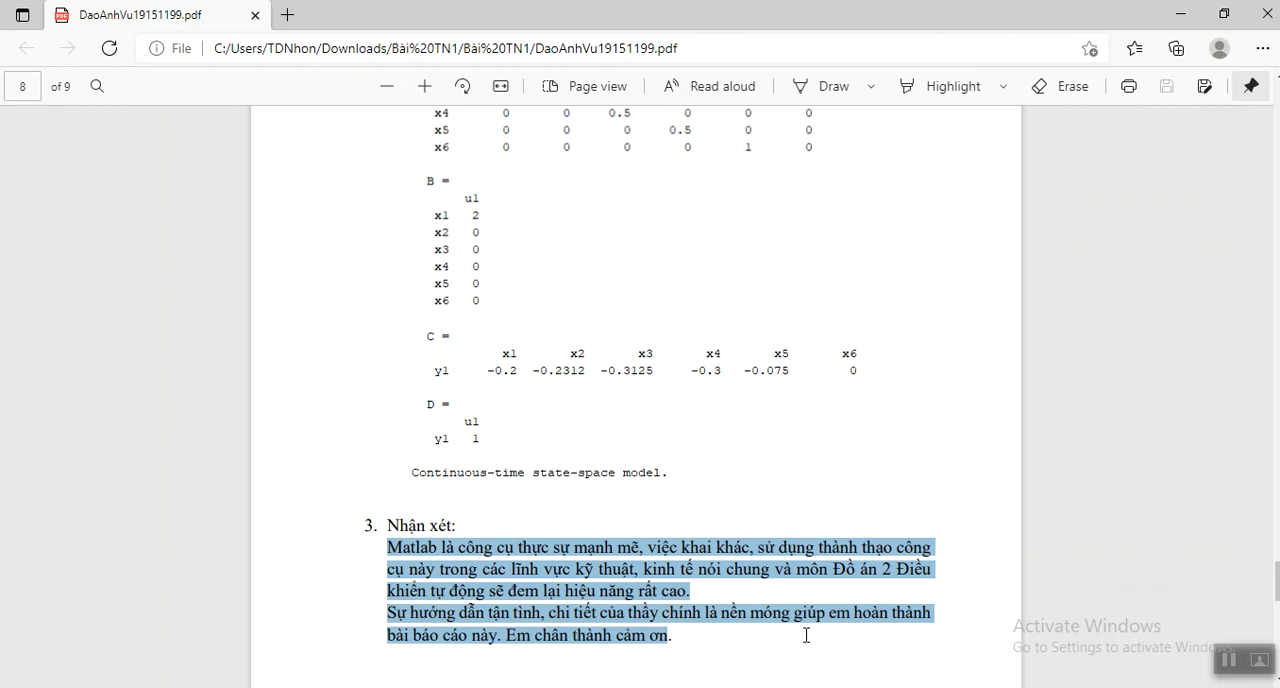 DaoAnhVu19151199.pdf
File C:/Users/TDNhon/Downloads/Bài%20TN1/Bài%20TN1/DaoAnhVu19151199.pdf
8 of 9 Page view Read aloud Draw Highlight Erase
x4 0 0 0.5 0 0 0
x5 0 0 0 0.5 0 0
x6 0 0 0 0 1 0
B =
u1
x1 2
x2 0
x3 0
x4 0
x5 0
x6 0
C =
x1 x2 x3 x4 x5 x6
y1 -0.2 -0.2312 -0.3125 -0.3 -0.075 0
D =
u1
y1 1
Continuous-time state-space model.
3. Nhận xét:
Matlab là công cụ thực sự mạnh mẽ, việc khai khác, sử dụng thành thạo công
cụ này trong các lĩnh vực kỹ thuật, kinh tế nói chung và môn Đồ án 2 Điều
khiển tự động sẽ đem lại hiệu năng rất cao.
Sự hướng dẫn tận tình, chi tiết của thầy chính là nền móng giúp em hoàn thành
bài báo cáo này. Em chân thành cảm ơn.
Activate Windows
Go to Settings to activate Windows